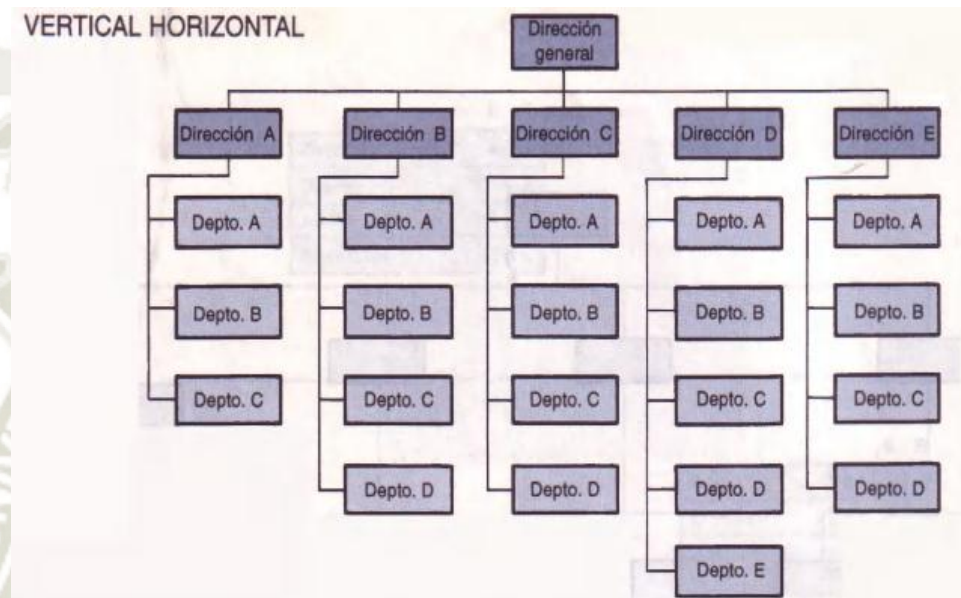 VERTICAL HORIZONTAL
Dirección
general
Dirección A
Dirección B
Dirección C
Dirección D
Dirección E
Depto. A
Depto. A
Depto. A
Depto. A
Depto. A
Depto. B
Depto. B
Depto. B
Depto. B
Depto. B
Depto. C
Depto. C
Depto. C
Depto. C
Depto. C
Depto. D
Depto. D
Depto. D
Depto. D
Depto. E